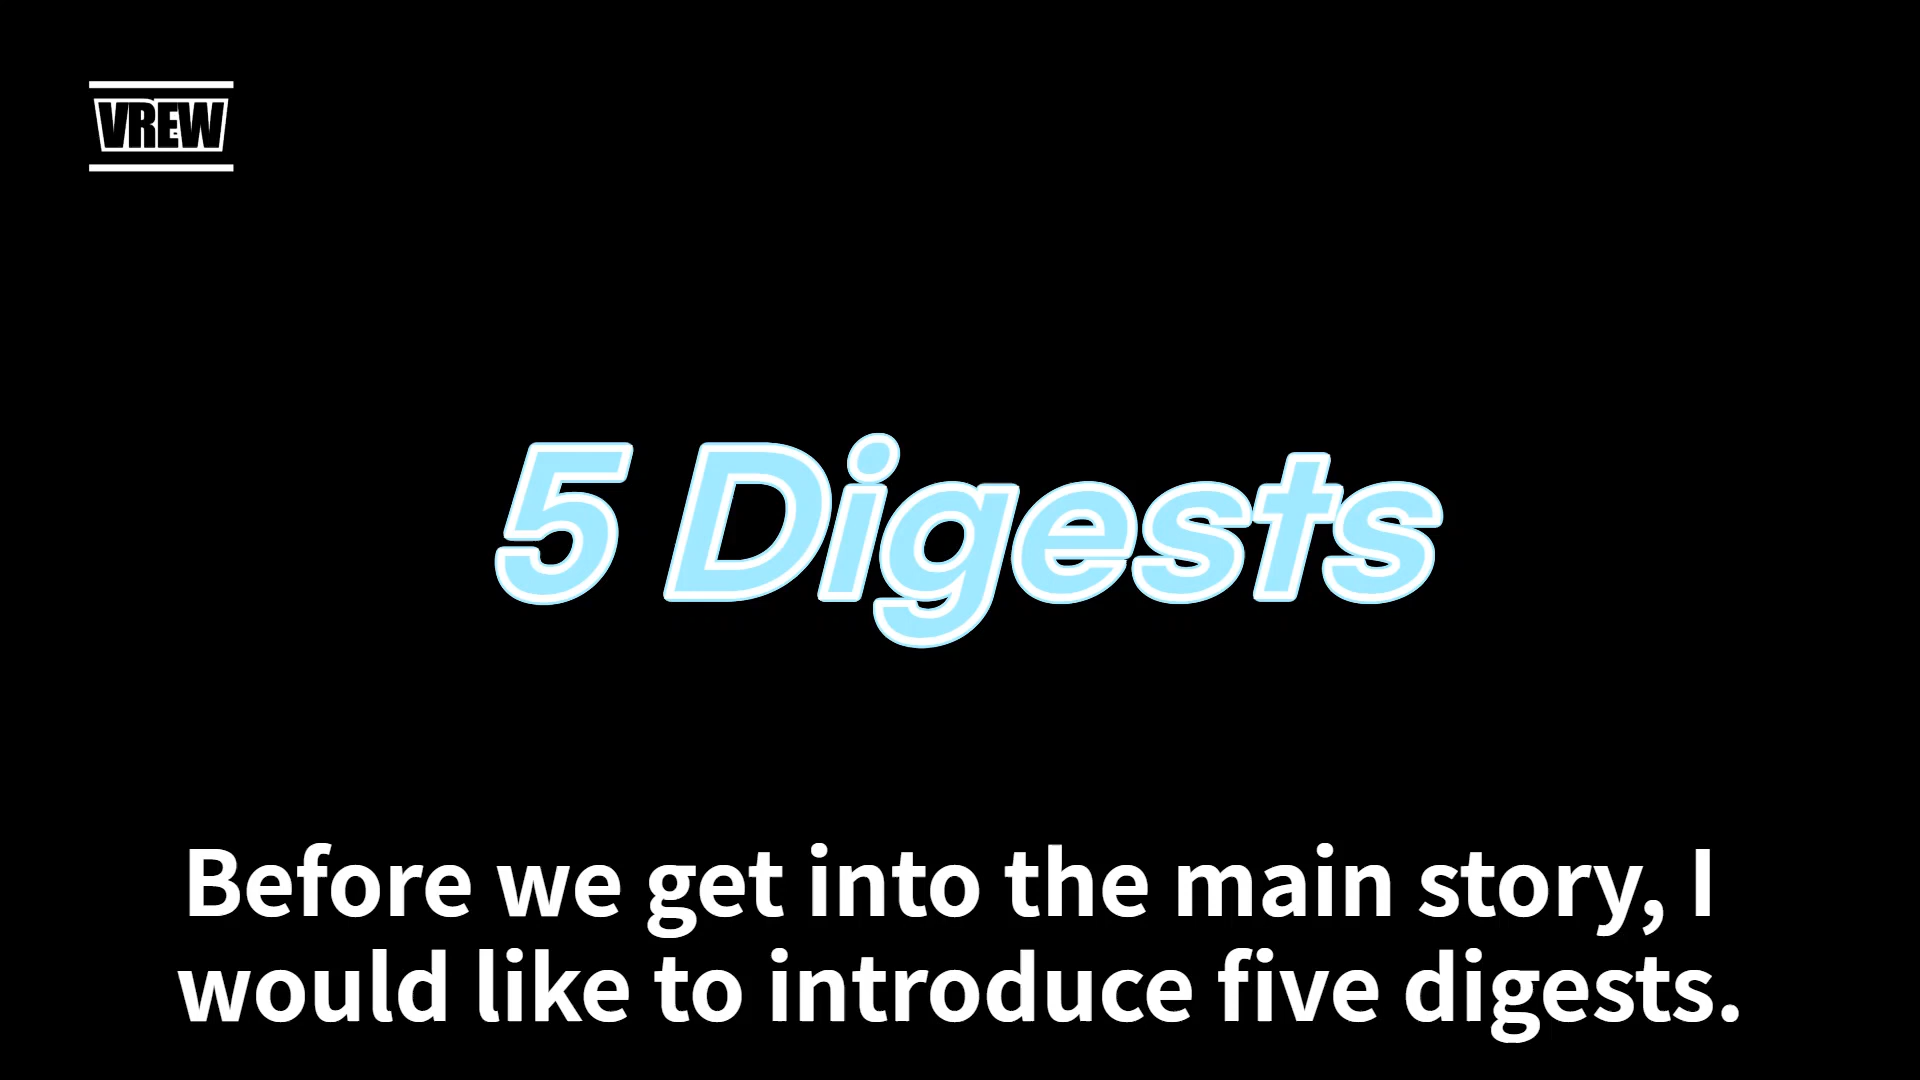 VREW
5 Digests
Before we get into the main story, I
would like to introduce five digests.